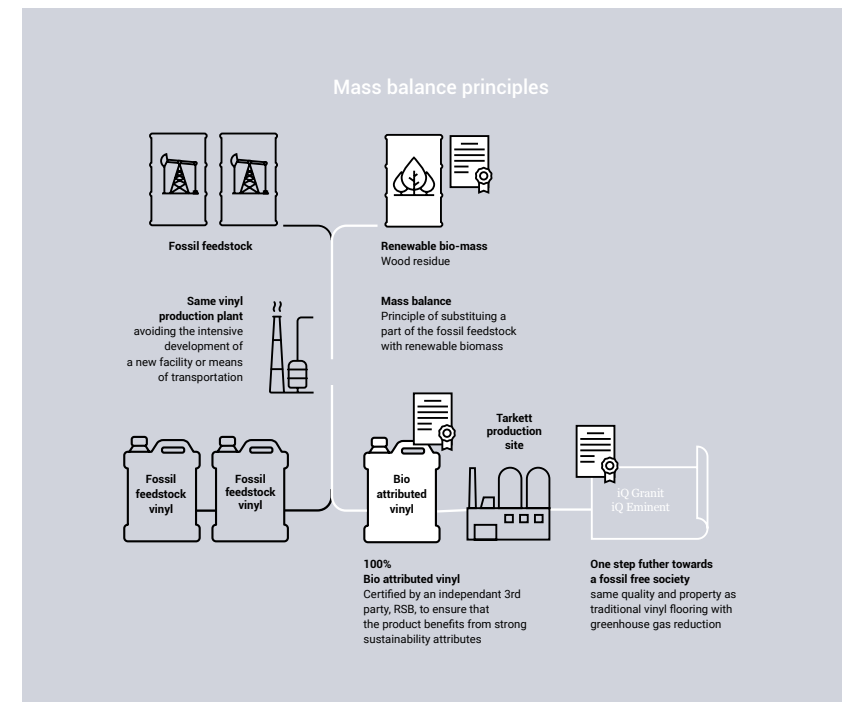 Mass balance principles
Fossil feedstock
Renewable bio-mass
Wood residue
Same vinyl
production plant
avoiding the intensive
development of
a new facility or means
of transportation
Mass balance
Principle of substituing a
part of the fossil feedstock
with renewable biomass
Fossil
feedstock
vinyl
Fossil
feedstock
vinyl
Bio
attributed
vinyl
Tarkett
production
site
iQ Granit
iQ Eminent
100%
Bio attributed vinyl
Certified by an independant 3rd
party, RSB, to ensure that
the product benefits from strong
sustainability attributes
One step futher towards
a fossil free society
same quality and property as
traditional vinyl flooring with
greenhouse gas reduction